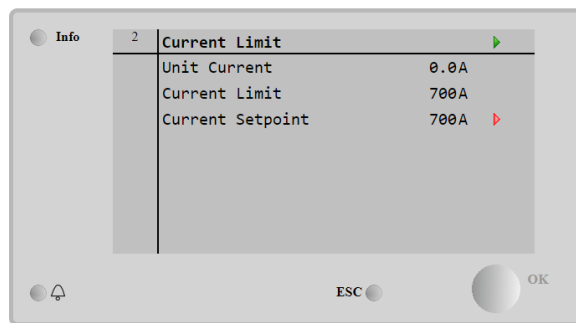 Info
2 Current Limit
Unit Current 0.0A
Current Limit 700A
Current Setpoint 700A
ESC
OK